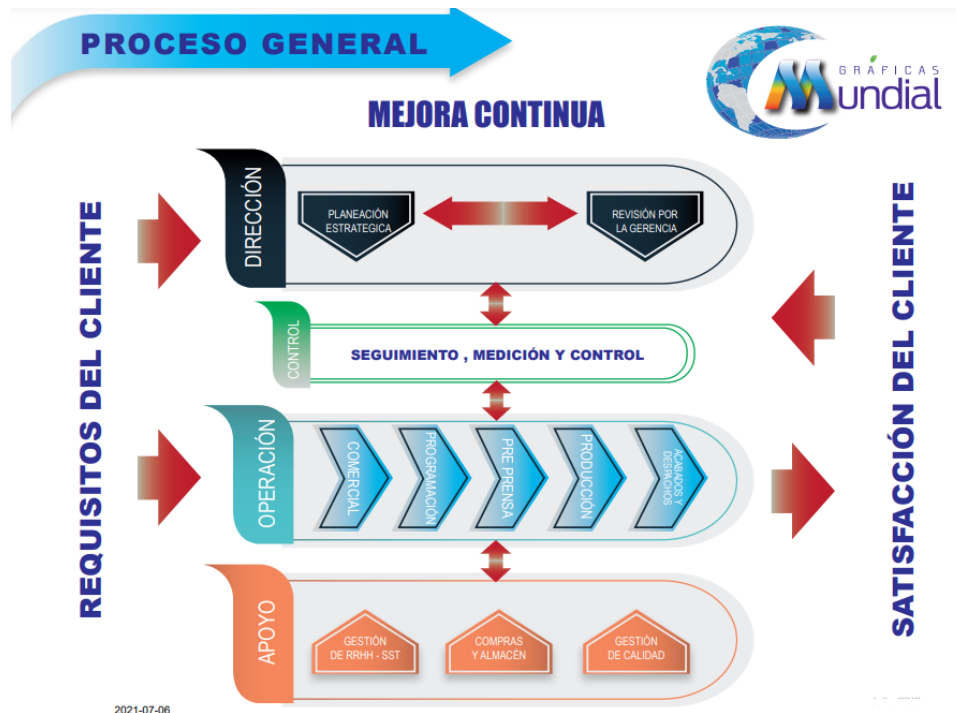 PROCESO GENERAL
GRÁFICAS
Mundial
MEJORA CONTINUA
REQUISITOS DEL CLIENTE
DIRECCIÓN
PLANEACIÓN
ESTRATEGICA
REVISIÓN POR
LA GERENCIA
CONTROL
SEGUIMIENTO , MEDICIÓN Y CONTROL
OPERACIÓN
COMERCIAL
PROGRAMACIÓN
PRE PRENSA
PRODUCCIÓN
ACABADOS Y
DESPACHOS
APOYO
GESTIÓN
DE RRHH - SST
COMPRAS
Y ALMACÉN
GESTIÓN
DE CALIDAD
SATISFACCIÓN DEL CLIENTE
2021-07-06